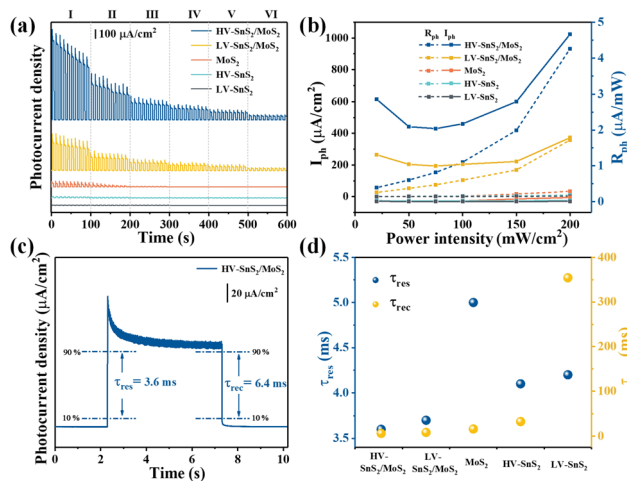 (a)
I II III IV V VI
100 μA/cm²
HV-SnS₂/MoS₂
LV-SnS₂/MoS₂
MoS₂
HV-SnS₂
LV-SnS₂
Photocurrent density
0 100 200 300 400 500 600
Time (s)
(b)
R_ph I_ph
HV-SnS₂/MoS₂
LV-SnS₂/MoS₂
MoS₂
HV-SnS₂
LV-SnS₂
1000
800
600
400
200
0
I_ph (μA/cm²)
5
4
3
2
1
0
R_ph (μA/mW)
0 50 100 150 200
Power intensity (mW/cm²)
(c)
HV-SnS₂/MoS₂
20 μA/cm²
90% 90%
τ_res= 3.6 ms τ_rec= 6.4 ms
10% 10%
Photocurrent density (μA/cm²)
0 2 4 6 8 10
Time (s)
(d)
τ_res
τ_rec
5.5
5.0
4.5
4.0
3.5
τ_res (ms)
400
300
200
100
0
(ms)
HV-SnS₂/MoS₂
LV-SnS₂/MoS₂
MoS₂
HV-SnS₂
LV-SnS₂